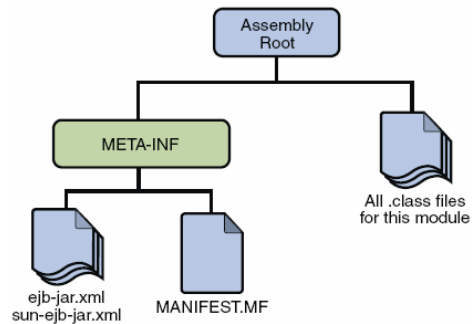 Assembly
Root
META-INF
All .class files
for this module
ejb-jar.xml
sun-ejb-jar.xml
MANIFEST.MF